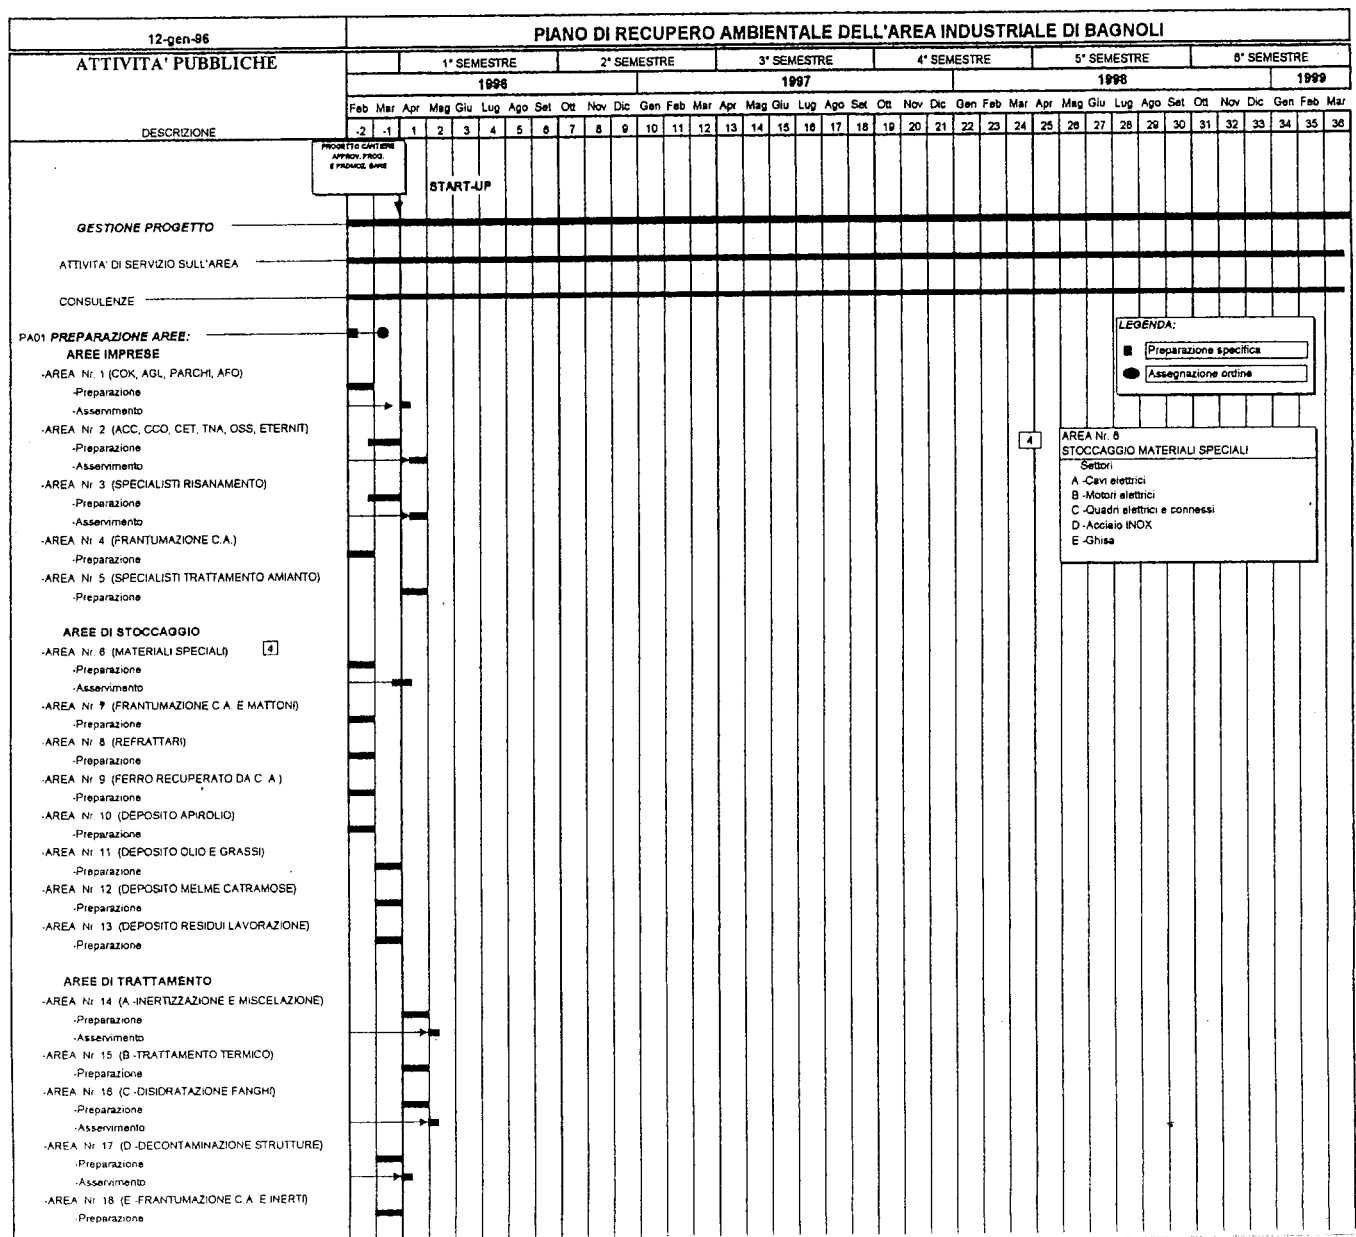 12-gen-96
PIANO DI RECUPERO AMBIENTALE DELL'AREA INDUSTRIALE DI BAGNOLI
ATTIVITA' PUBBLICHE
1° SEMESTRE 2° SEMESTRE 3° SEMESTRE 4° SEMESTRE 5° SEMESTRE 6° SEMESTRE
1996 1997 1998 1999
Feb Mar Apr Mag Giu Lug Ago Set Ott Nov Dic Gen Feb Mar Apr Mag Giu Lug Ago Set Ott Nov Dic Gen Feb Mar Apr Mag Giu Lug Ago Set Ott Nov Dic Gen Feb Mar
DESCRIZIONE
-2 -1 1 2 3 4 5 6 7 8 9 10 11 12 13 14 15 16 17 18 19 20 21 22 23 24 25 26 27 28 29 30 31 32 33 34 35 36
PROGETTO CANTIERE
APPROV. PROG.
E PROMOZ. GARE
START-UP
GESTIONE PROGETTO
ATTIVITA' DI SERVIZIO SULL'AREA
CONSULENZE
PA01 PREPARAZIONE AREE:
AREE IMPRESE
-AREA Nr. 1 (COK, AGL, PARCHI, AFO)
-Preparazione
-Asservimento
-AREA Nr. 2 (ACC, CCO, CET, TNA, OSS, ETERNIT)
-Preparazione
-Asservimento
-AREA Nr. 3 (SPECIALISTI RISANAMENTO)
-Preparazione
-Asservimento
-AREA Nr. 4 (FRANTUMAZIONE C.A.)
-Preparazione
-AREA Nr. 5 (SPECIALISTI TRATTAMENTO AMIANTO)
-Preparazione
LEGENDA:
Preparazione specifica
Assegnazione ordine
4
AREA Nr. 6
STOCCAGGIO MATERIALI SPECIALI
Settori
A -Cavi elettrici
B -Motori elettrici
C -Quadri elettrici e connessi
D -Acciaio INOX
E -Ghisa
AREE DI STOCCAGGIO
-AREA Nr. 6 (MATERIALI SPECIALI) 4
-Preparazione
-Asservimento
-AREA Nr 7 (FRANTUMAZIONE C.A. E MATTONI)
-Preparazione
-AREA Nr 8 (REFRATTARI)
-Preparazione
-AREA Nr. 9 (FERRO RECUPERATO DA C A )
-Preparazione
-AREA Nr. 10 (DEPOSITO APIROLIO)
-Preparazione
-AREA Nr. 11 (DEPOSITO OLIO E GRASSI)
-Preparazione
-AREA Nr 12 (DEPOSITO MELME CATRAMOSE)
-Preparazione
-AREA Nr 13 (DEPOSITO RESIDUI LAVORAZIONE)
-Preparazione
AREE DI TRATTAMENTO
-AREA Nr 14 (A -INERTIZZAZIONE E MISCELAZIONE)
-Preparazione
-Asservimento
-AREA Nr 15 (B -TRATTAMENTO TERMICO)
-Preparazione
-AREA Nr 16 (C -DISIDRATAZIONE FANGHI)
-Preparazione
-Asservimento
-AREA Nr 17 (D -DECONTAMINAZIONE STRUTTURE)
-Preparazione
-Asservimento
-AREA Nr 18 (E -FRANTUMAZIONE C.A. E INERTI)
-Preparazione